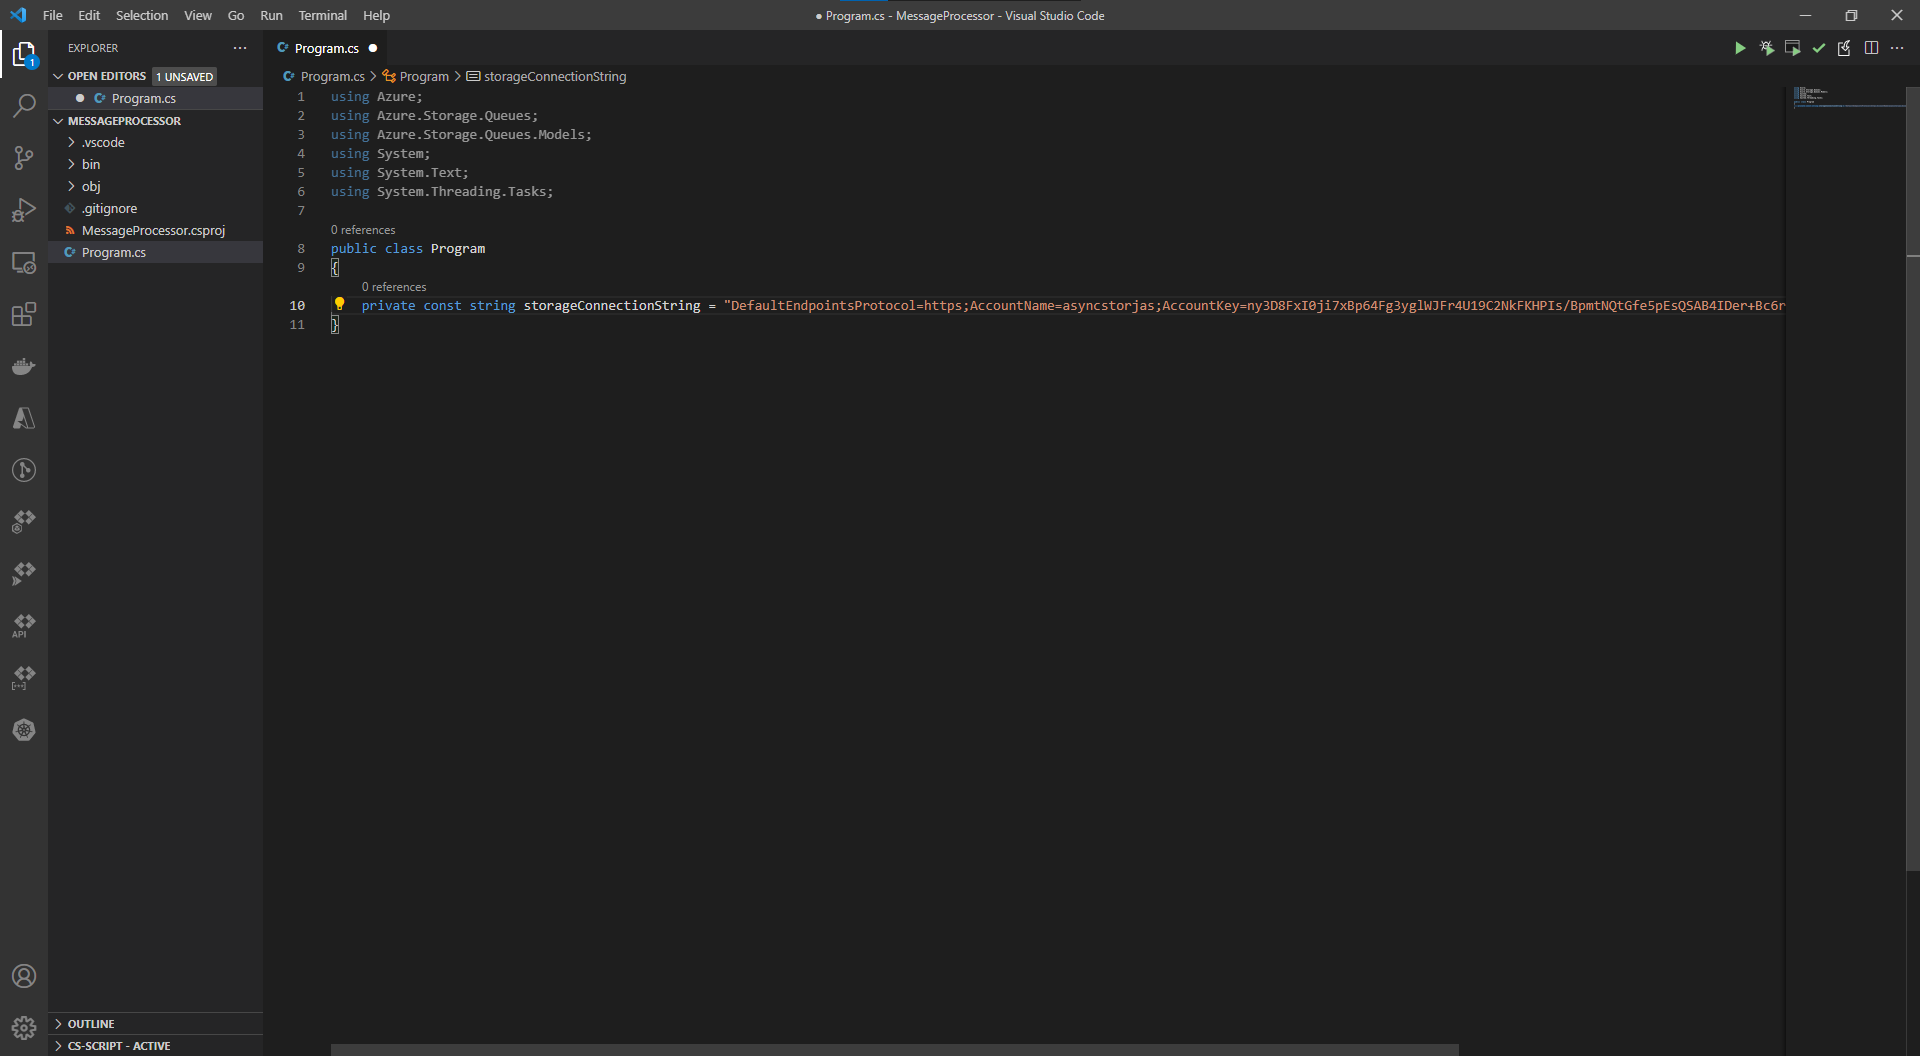 File Edit Selection View Go Run Terminal Help
● Program.cs - MessageProcessor - Visual Studio Code
EXPLORER
OPEN EDITORS 1 UNSAVED
Program.cs
MESSAGEPROCESSOR
.vscode
bin
obj
.gitignore
MessageProcessor.csproj
Program.cs
OUTLINE
CS-SCRIPT - ACTIVE
1
API
Program.cs
Program.cs > Program > storageConnectionString
1 using Azure;
2 using Azure.Storage.Queues;
3 using Azure.Storage.Queues.Models;
4 using System;
5 using System.Text;
6 using System.Threading.Tasks;
7
0 references
8 public class Program
9 {
0 references
10 private const string storageConnectionString = "DefaultEndpointsProtocol=https;AccountName=asyncstorjas;AccountKey=ny3D8FxI0ji7xBp64Fg3yglWJFr4U19C2NkFKHPIs/BpmtNQtGfe5pEsQSAB4IDer+Bc6r
11 }